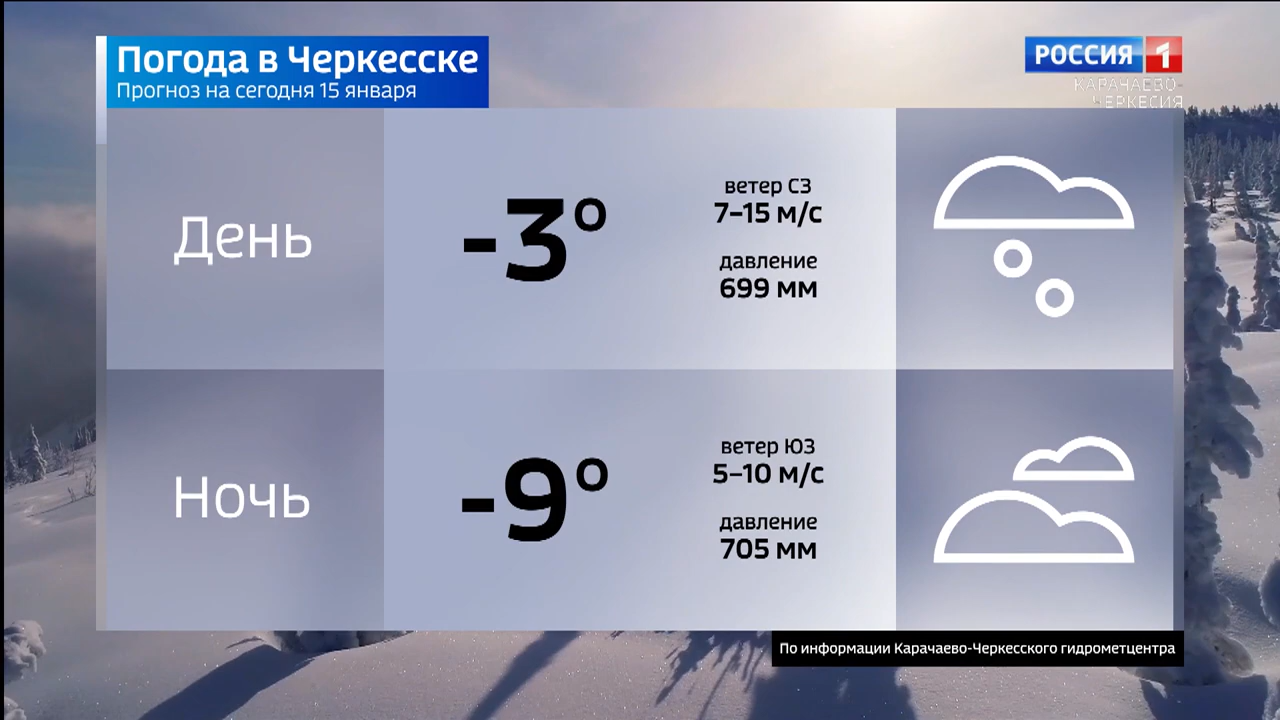 Погода в Черкесске
Прогноз на сегодня 15 января
РОССИЯ 1
КАРАЧАЕВО-
ЧЕРКЕСИЯ
День
-3°
ветер СЗ
7–15 м/с
давление
699 мм
Ночь
-9°
ветер ЮЗ
5–10 м/с
давление
705 мм
По информации Карачаево-Черкесского гидрометцентра